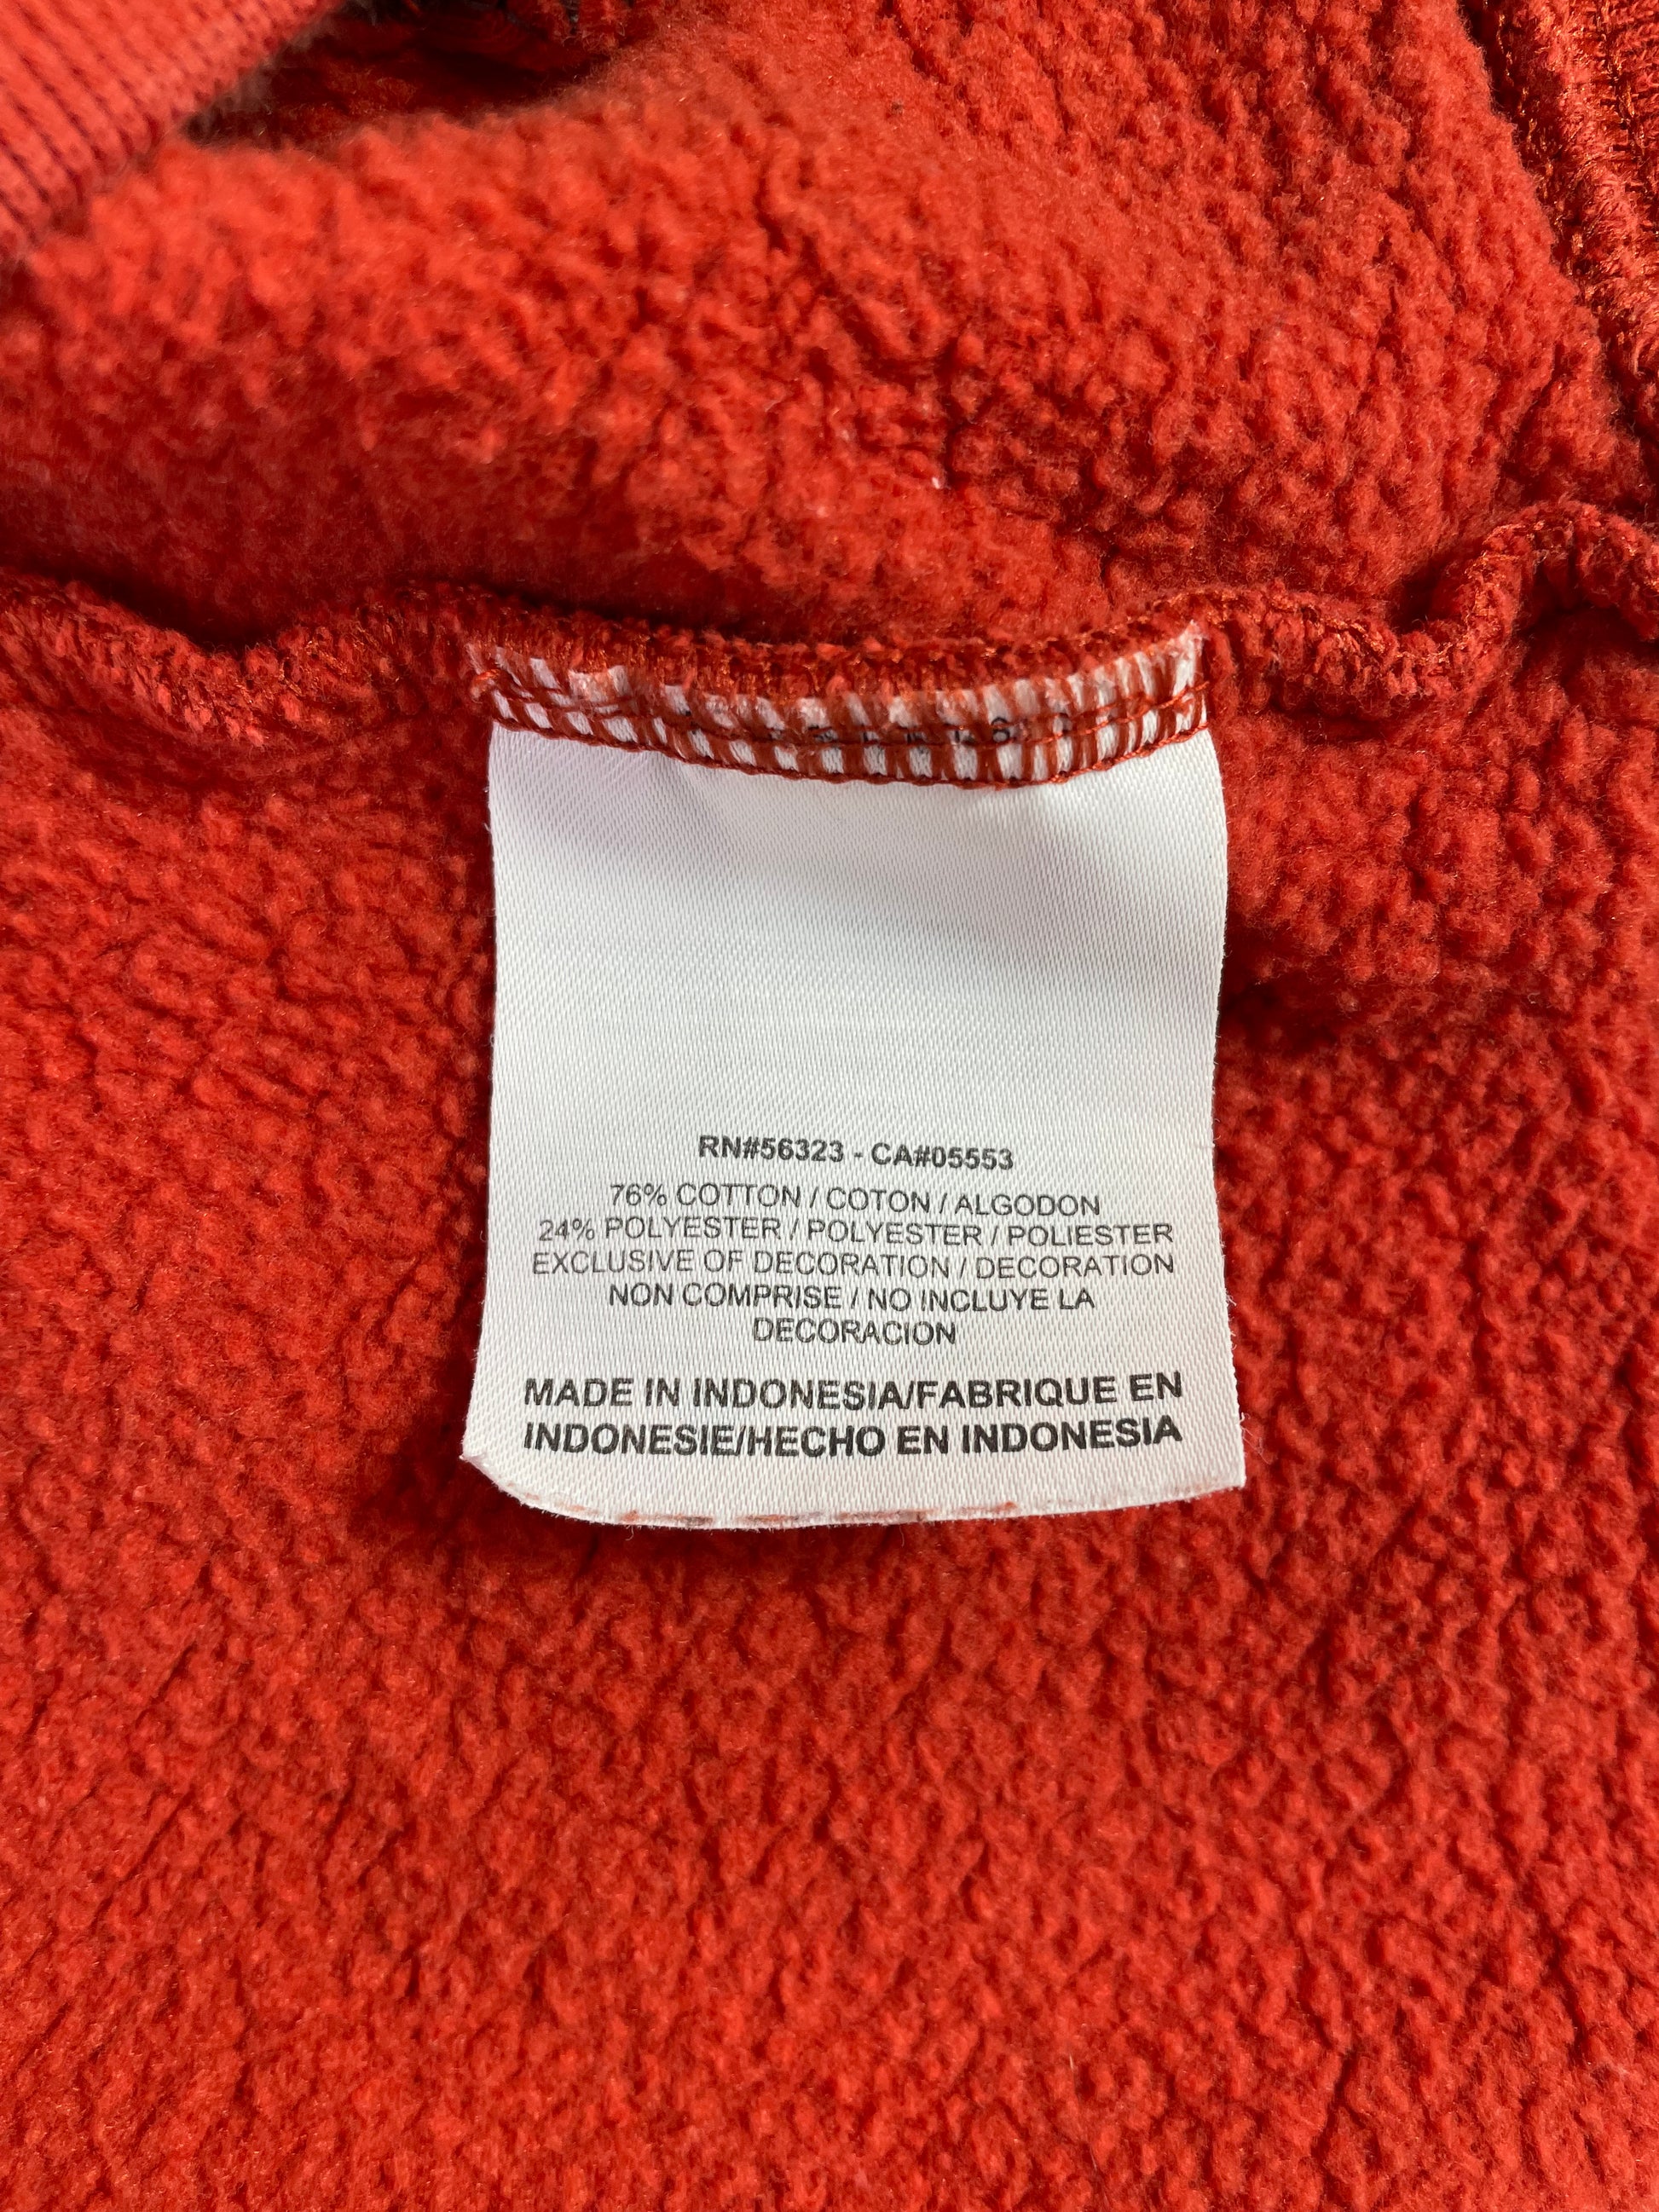 RN#56323 - CA#05553
76% COTTON / COTON / ALGODON
24% POLYESTER / POLYESTER / POLIESTER
EXCLUSIVE OF DECORATION / DECORATION
NON COMPRISE / NO INCLUYE LA
DECORACION
MADE IN INDONESIA/FABRIQUE EN
INDONESIE/HECHO EN INDONESIA